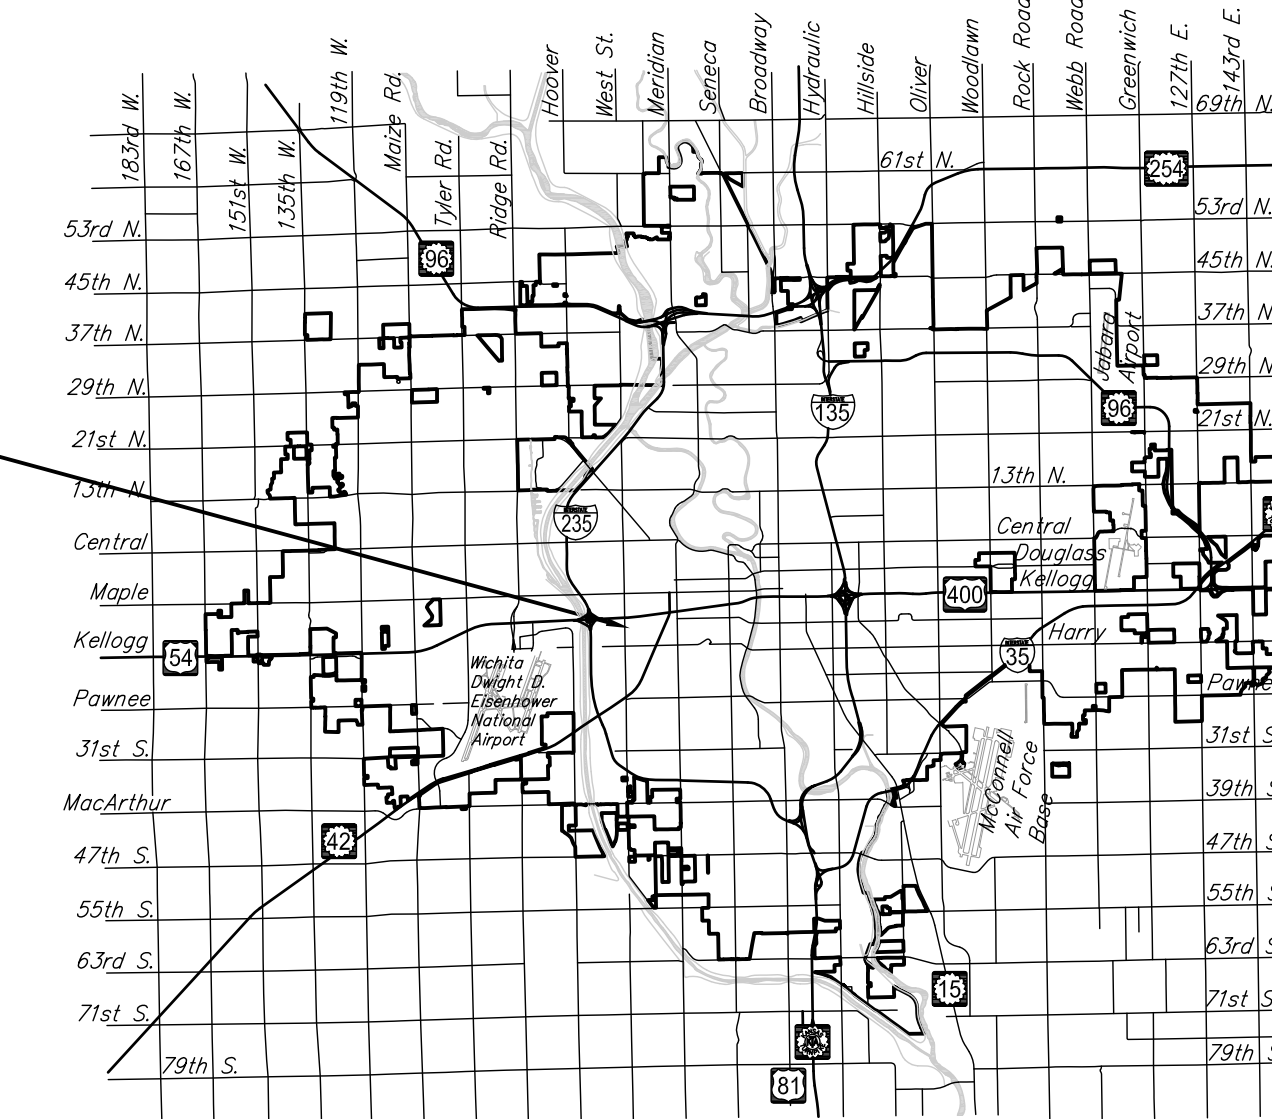 183rd W.
167th W.
151st W.
135th W.
119th W.
Maize Rd.
Tyler Rd.
Ridge Rd.
Hoover
West St.
Meridian
Seneca
Broadway
Hydraulic
Hillside
Oliver
Woodlawn
Rock Road
Webb Road
Greenwich
127th E.
143rd E.
69th N.
61st N.
254
53rd N.
53rd N.
96
45th N.
45th N.
37th N.
37th N.
Jabara
Airport
29th N.
29th N.
96
INTERSTATE
135
21st N.
21st N.
13th N.
13th N.
INTERSTATE
235
Central
Central
Douglass
Kellogg
Maple
400
Kellogg
54
Harry
INTERSTATE
35
Wichita
Dwight D.
Eisenhower
National
Airport
Pawnee
Pawne
31st S.
31st S.
McConnell
Air Force
Base
MacArthur
39th S
42
47th S.
47th S.
55th S.
55th S.
63rd S.
63rd S
15
71st S.
71st S
79th S.
79th S
81